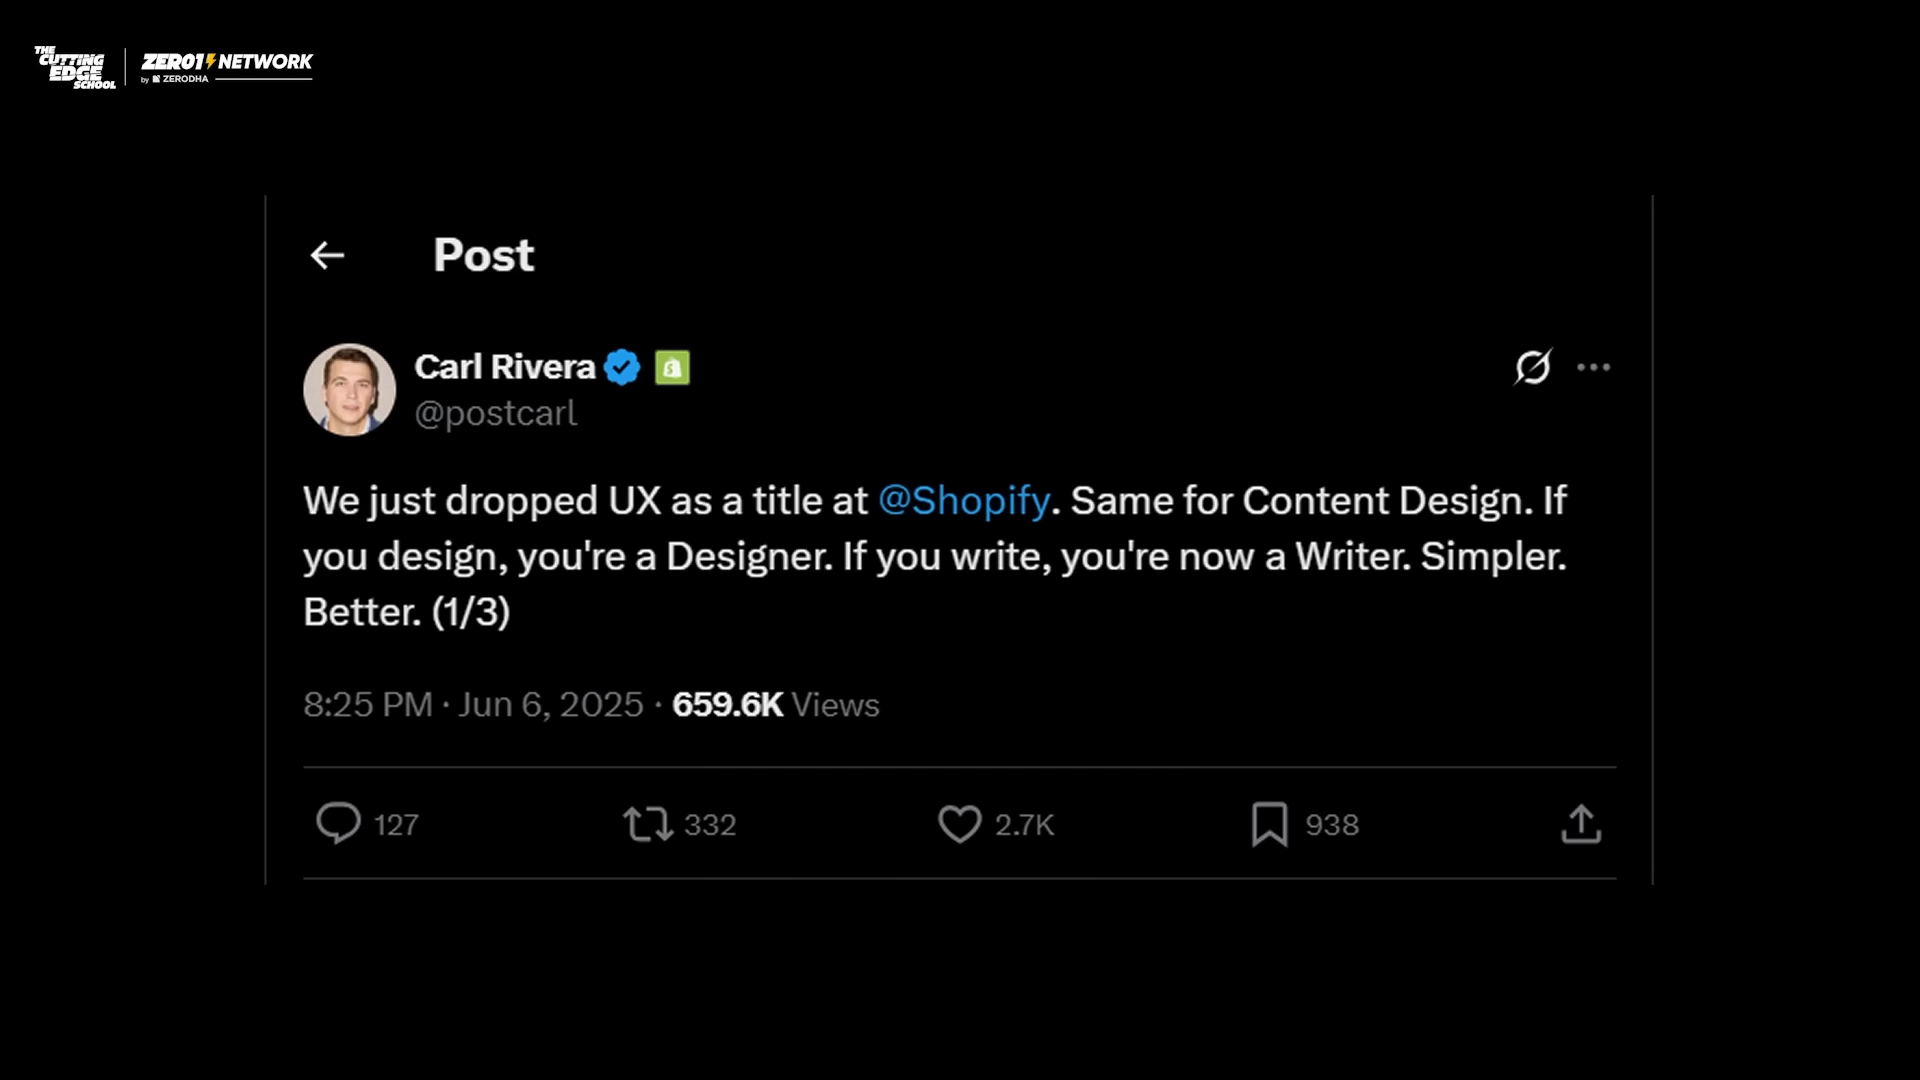 THE
CUTTING
EDGE
SCHOOL
ZERO1 NETWORK
by ZERODHA
Post
Carl Rivera
@postcarl
We just dropped UX as a title at @Shopify. Same for Content Design. If
you design, you're a Designer. If you write, you're now a Writer. Simpler.
Better. (1/3)
8:25 PM · Jun 6, 2025 · 659.6K Views
127 332 2.7K 938